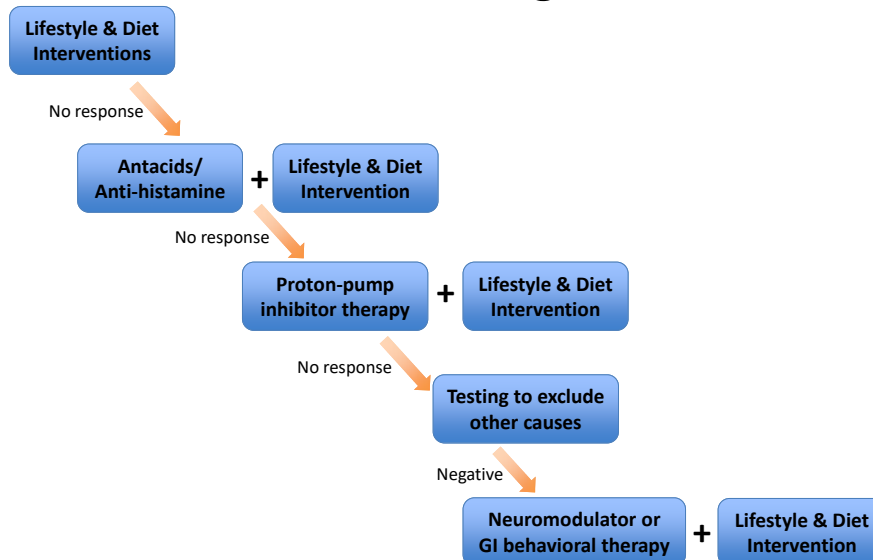 Lifestyle & Diet
Interventions
No response
Antacids/
Anti-histamine
+
Lifestyle & Diet
Intervention
No response
Proton-pump
inhibitor therapy
+
Lifestyle & Diet
Intervention
No response
Testing to exclude
other causes
Negative
Neuromodulator or
GI behavioral therapy
+
Lifestyle & Diet
Intervention